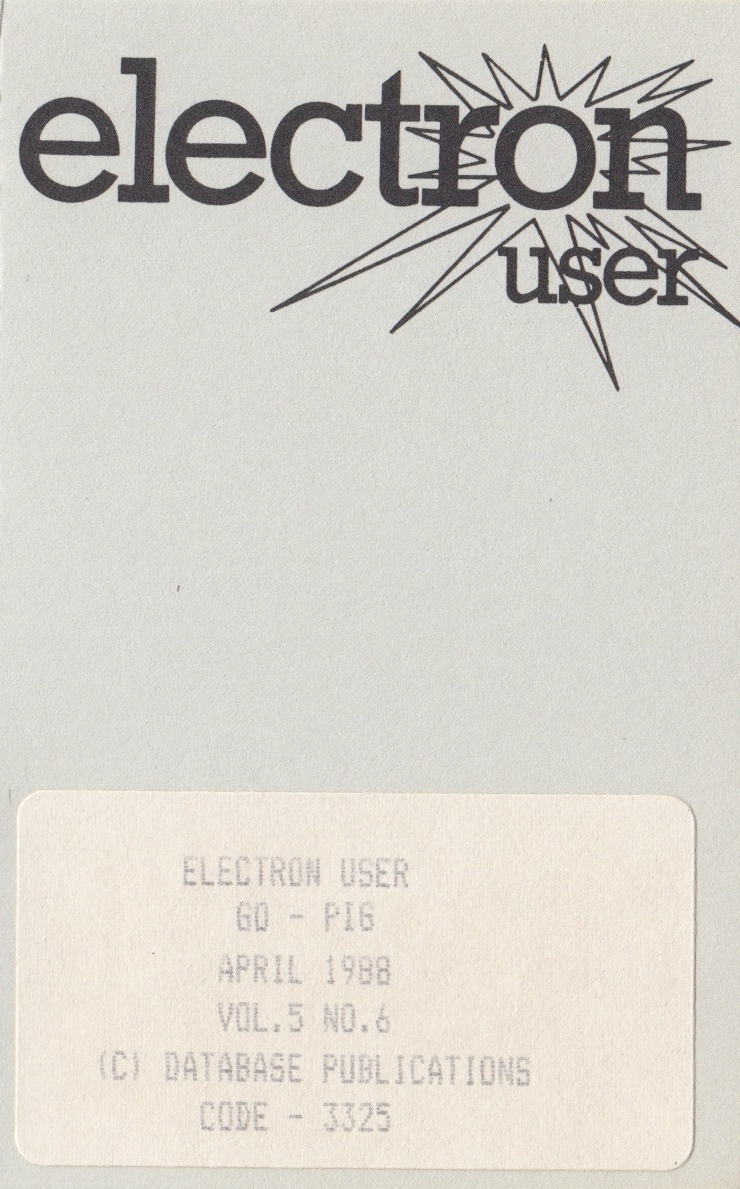 electron
user
ELECTRON USER
GO - PIG
APRIL 1988
VOL.5 NO.6
(C) DATABASE PUBLICATIONS
CODE - 3325